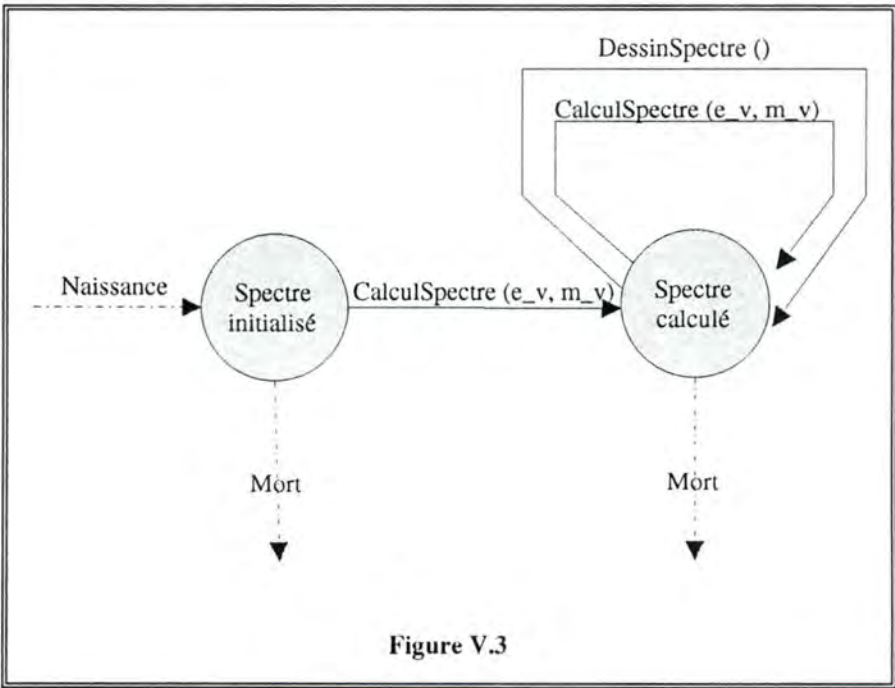 DessinSpectre ()
CalculSpectre (e_v, m_v)
Naissance
Spectre
initialisé
CalculSpectre (e_v, m_v)
Spectre
calculé
Mort
Mort
Figure V.3